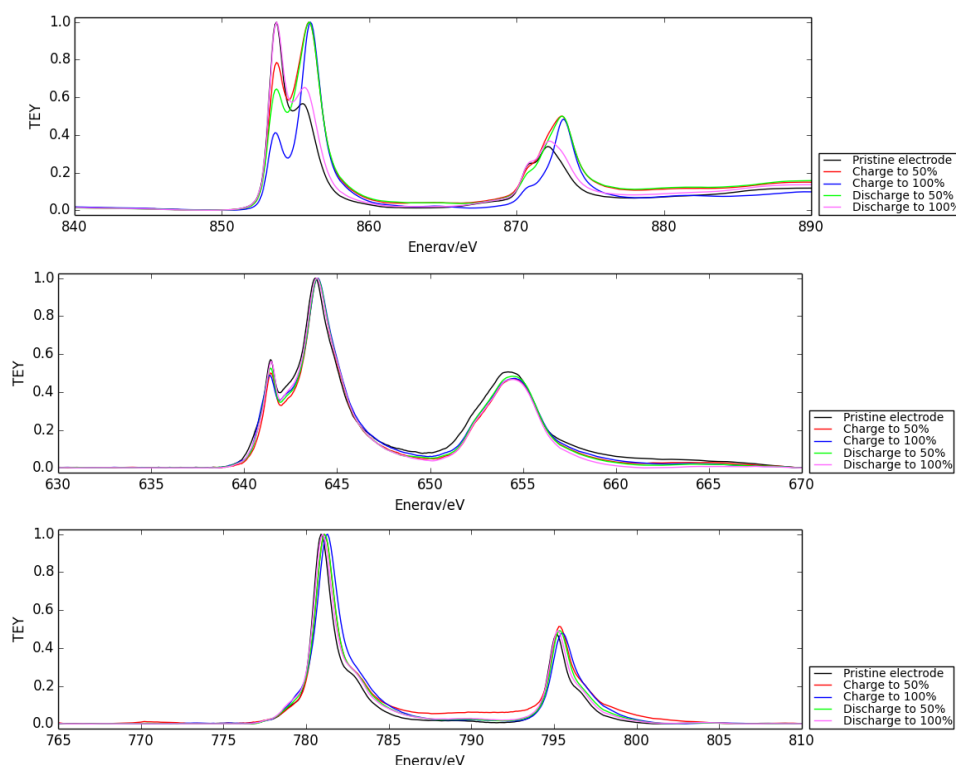 1.0
0.8
0.6
0.4
0.2
0.0
TEY
840 850 860 870 880 890
Energy/eV
Pristine electrode
Charge to 50%
Charge to 100%
Discharge to 50%
Discharge to 100%
1.0
0.8
0.6
0.4
0.2
0.0
TEY
630 635 640 645 650 655 660 665 670
Energy/eV
Pristine electrode
Charge to 50%
Charge to 100%
Discharge to 50%
Discharge to 100%
1.0
0.8
0.6
0.4
0.2
0.0
TEY
765 770 775 780 785 790 795 800 805 810
Energy/eV
Pristine electrode
Charge to 50%
Charge to 100%
Discharge to 50%
Discharge to 100%